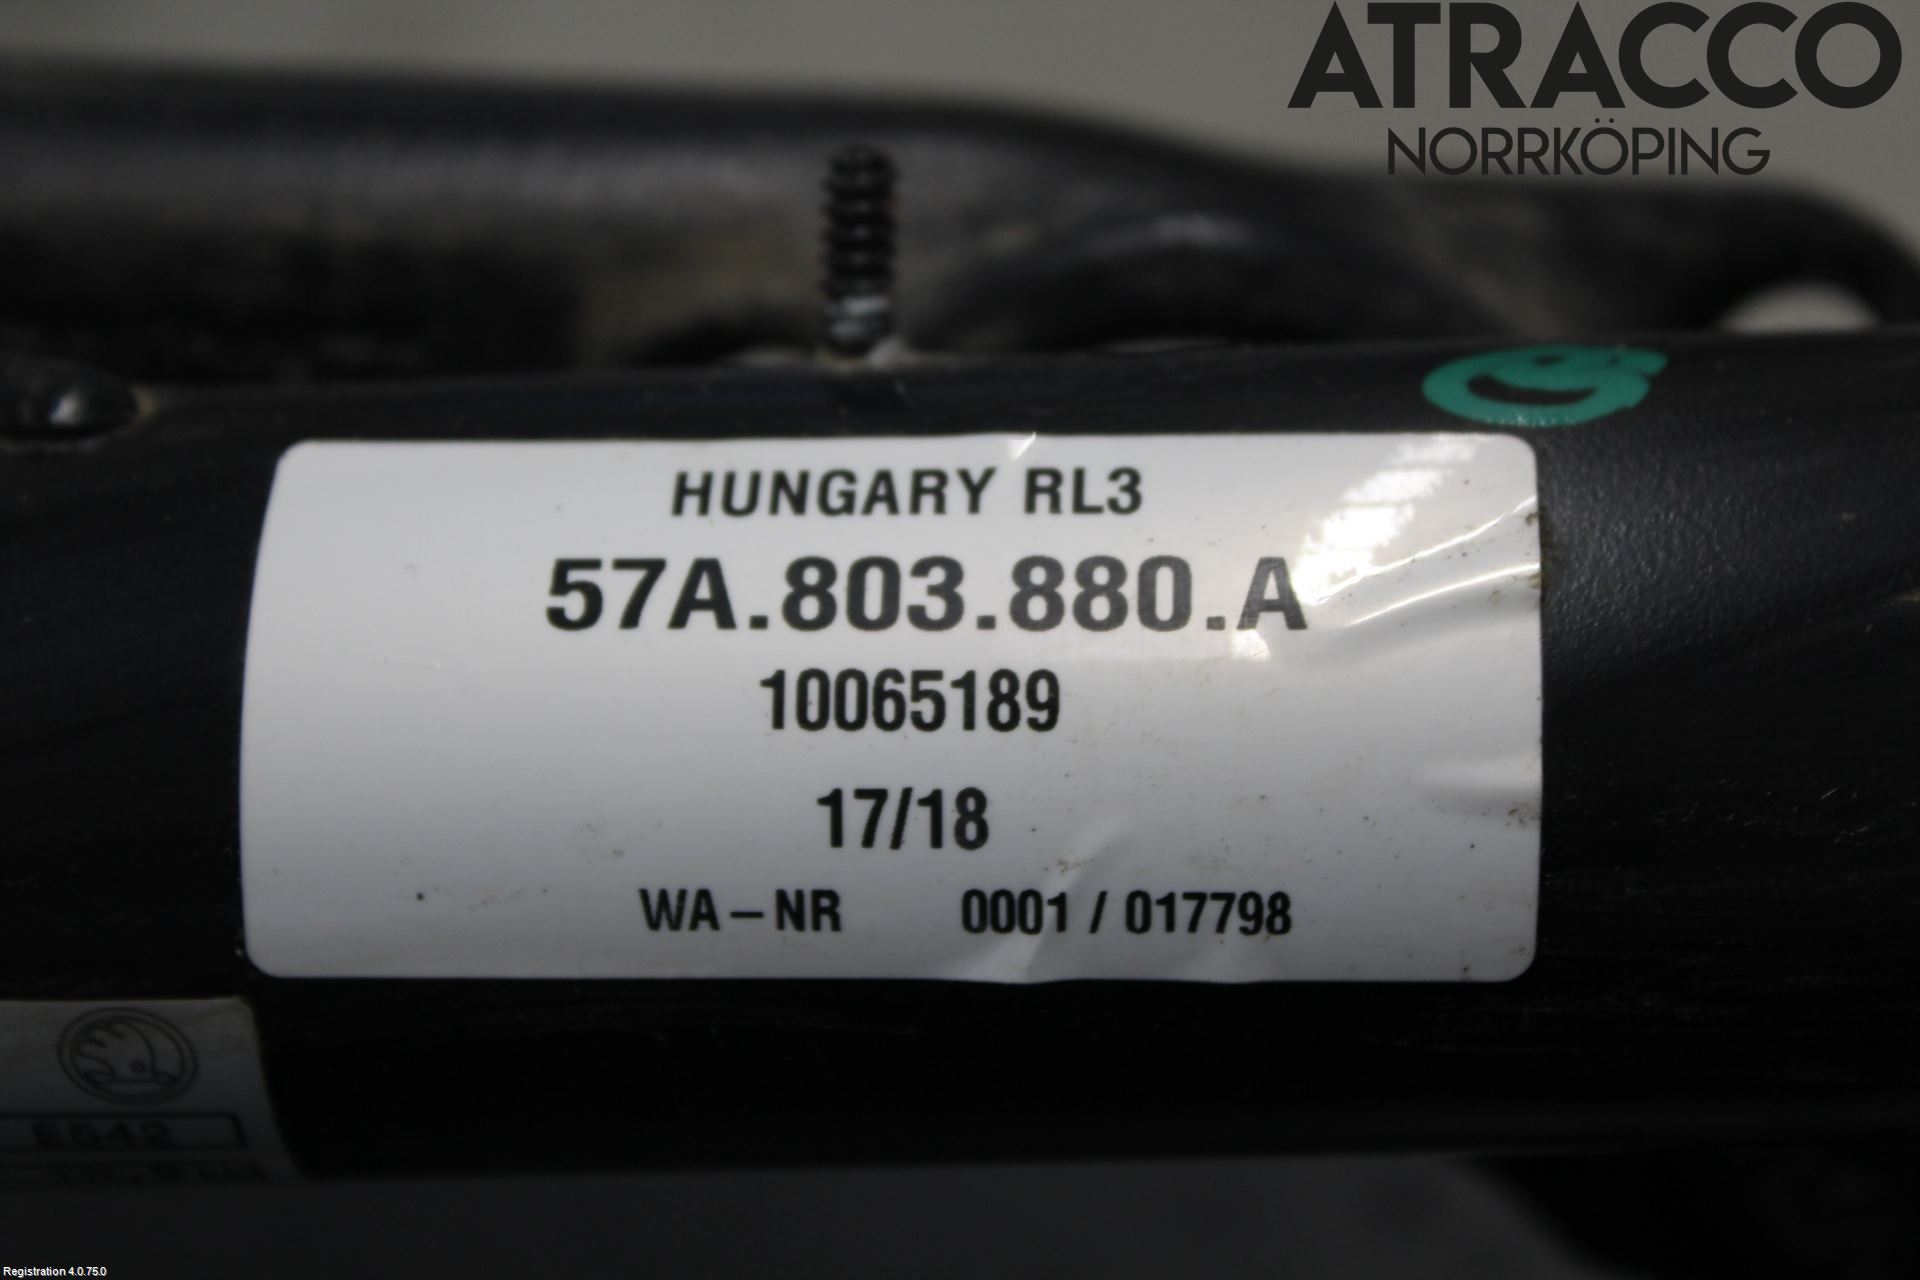 ATRACCO
NORRKÖPING
HUNGARY RL3
57A.803.880.A
10065189
17/18
WA–NR 0001 / 017798
E542
Registration 4.0.75.0